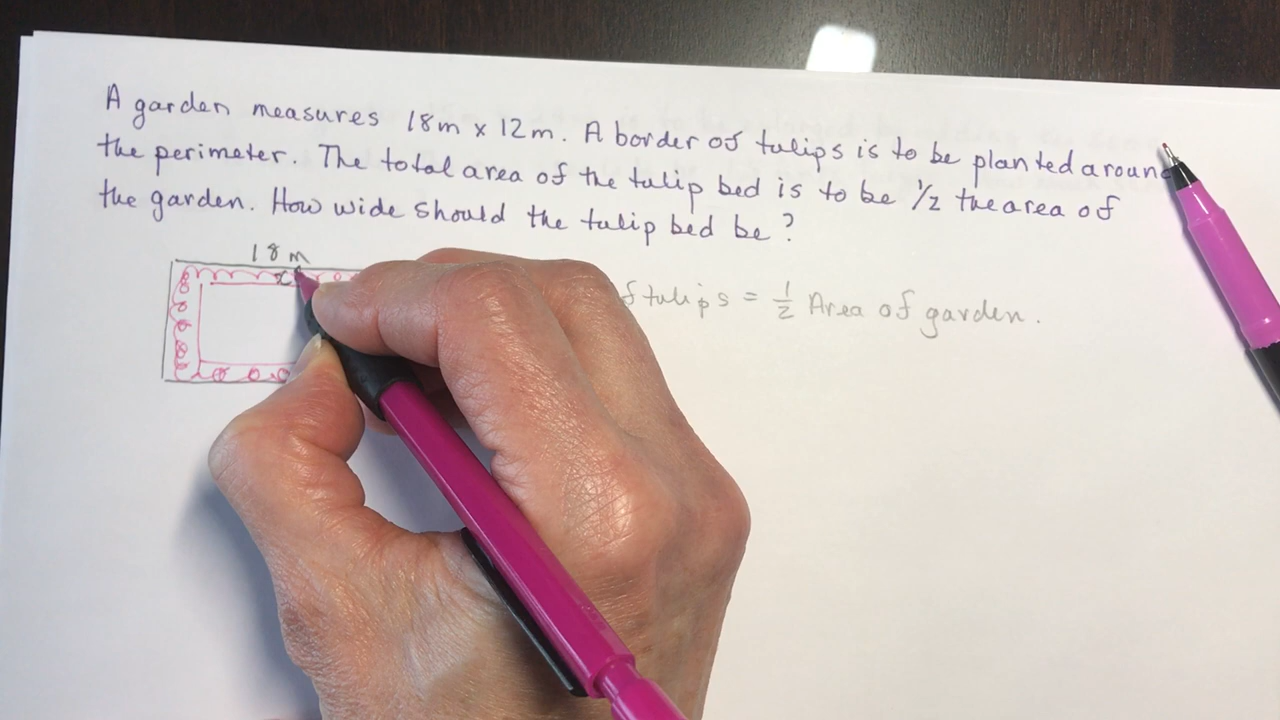 A garden measures 18m x 12m. A border of tulips is to be planted around
the perimeter. The total area of the tulip bed is to be 1/2 the area of
the garden. How wide should the tulip bed be?
18 m
x
tulips = 1/2 Area of garden.